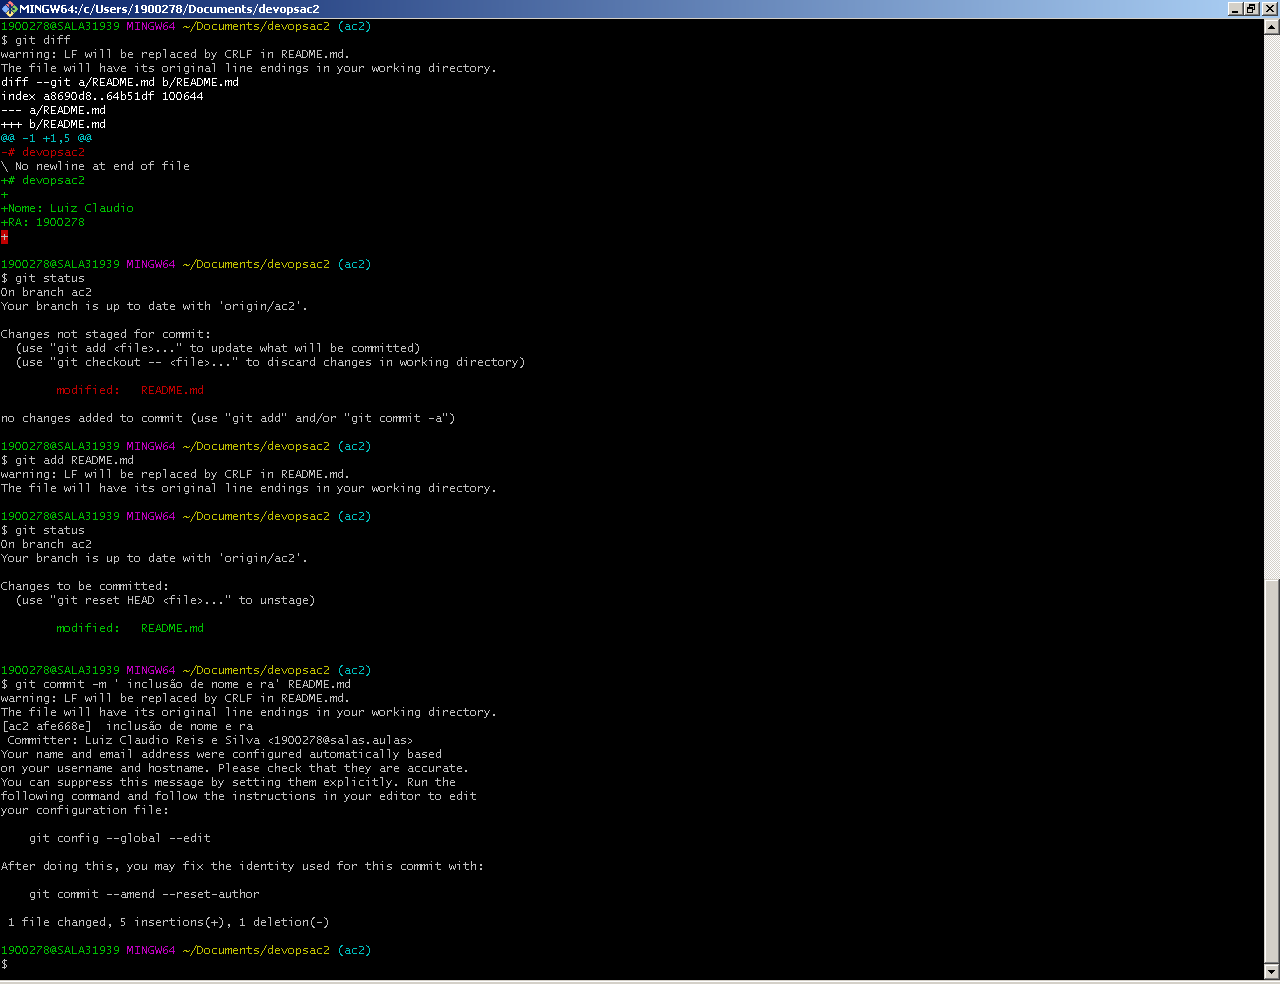 MINGW64:/c/Users/1900278/Documents/devopsac2
1900278@SALA31939 MINGW64 ~/Documents/devopsac2 (ac2)
$ git diff
warning: LF will be replaced by CRLF in README.md.
The file will have its original line endings in your working directory.
diff --git a/README.md b/README.md
index a8690d8..64b51df 100644
--- a/README.md
+++ b/README.md
@@ -1 +1,5 @@
-# devopsac2
\ No newline at end of file
+# devopsac2
+
+Nome: Luiz Claudio
+RA: 1900278
+
1900278@SALA31939 MINGW64 ~/Documents/devopsac2 (ac2)
$ git status
On branch ac2
Your branch is up to date with 'origin/ac2'.
Changes not staged for commit:
  (use "git add <file>..." to update what will be committed)
  (use "git checkout -- <file>..." to discard changes in working directory)
        modified:   README.md
no changes added to commit (use "git add" and/or "git commit -a")
1900278@SALA31939 MINGW64 ~/Documents/devopsac2 (ac2)
$ git add README.md
warning: LF will be replaced by CRLF in README.md.
The file will have its original line endings in your working directory.
1900278@SALA31939 MINGW64 ~/Documents/devopsac2 (ac2)
$ git status
On branch ac2
Your branch is up to date with 'origin/ac2'.
Changes to be committed:
  (use "git reset HEAD <file>..." to unstage)
        modified:   README.md
1900278@SALA31939 MINGW64 ~/Documents/devopsac2 (ac2)
$ git commit -m ' inclusão de nome e ra' README.md
warning: LF will be replaced by CRLF in README.md.
The file will have its original line endings in your working directory.
[ac2 afe668e]  inclusão de nome e ra
 Committer: Luiz Claudio Reis e Silva <1900278@salas.aulas>
Your name and email address were configured automatically based
on your username and hostname. Please check that they are accurate.
You can suppress this message by setting them explicitly. Run the
following command and follow the instructions in your editor to edit
your configuration file:
    git config --global --edit
After doing this, you may fix the identity used for this commit with:
    git commit --amend --reset-author
 1 file changed, 5 insertions(+), 1 deletion(-)
1900278@SALA31939 MINGW64 ~/Documents/devopsac2 (ac2)
$